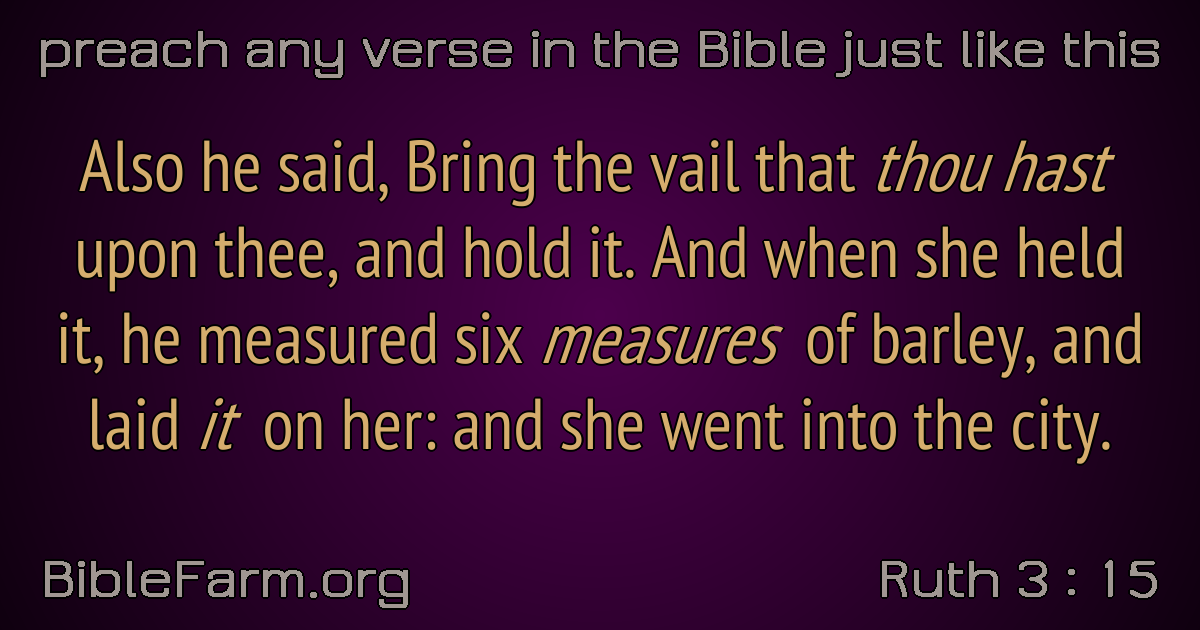 preach any verse in the Bible just like this
Also he said, Bring the vail that thou hast
upon thee, and hold it. And when she held
it, he measured six measures of barley, and
laid it on her: and she went into the city.
BibleFarm.org
Ruth 3 : 15